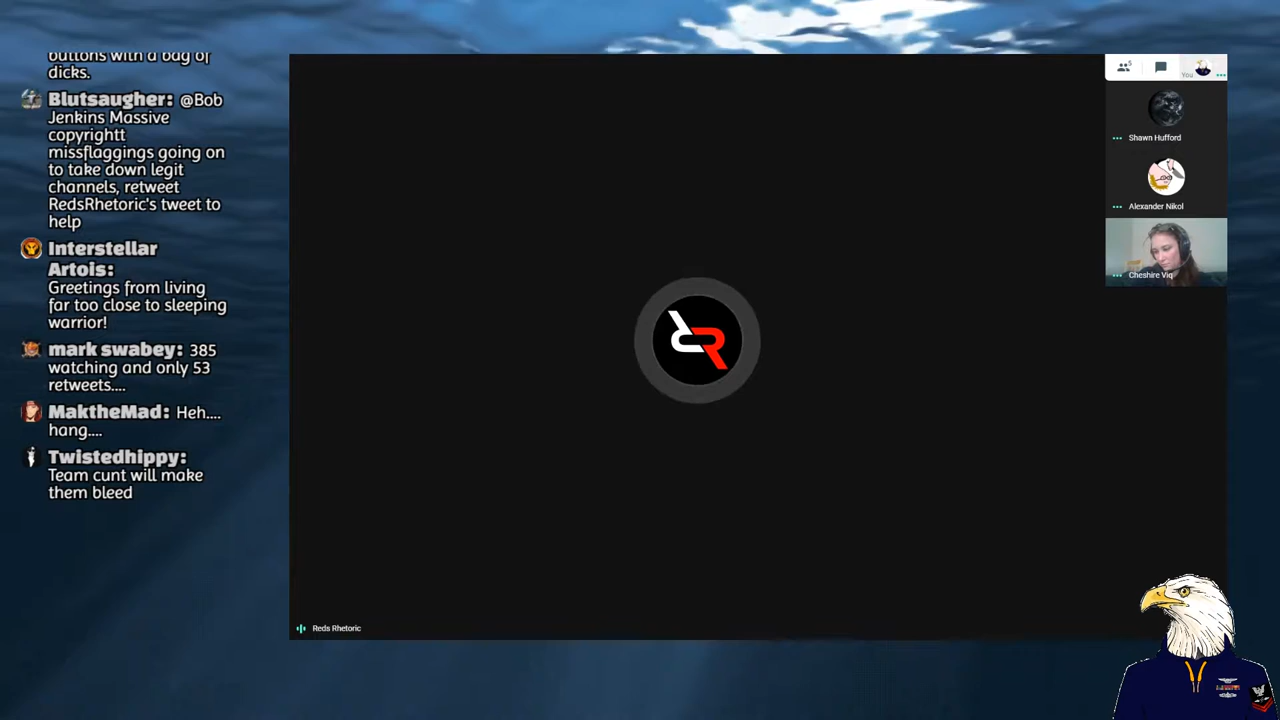 buttons with a bag of
dicks.
Blutsaugher: @Bob
Jenkins Massive
copyrightt
missflaggings going on
to take down legit
channels, retweet
RedsRhetoric's tweet to
help
Interstellar
Artois:
Greetings from living
far too close to sleeping
warrior!
mark swabey: 385
watching and only 53
retweets....
MaktheMad: Heh....
hang....
Twistedhippy:
Team cunt will make
them bleed
5
You
Shawn Hufford
Alexander Nikol
Cheshire Viq
Reds Rhetoric